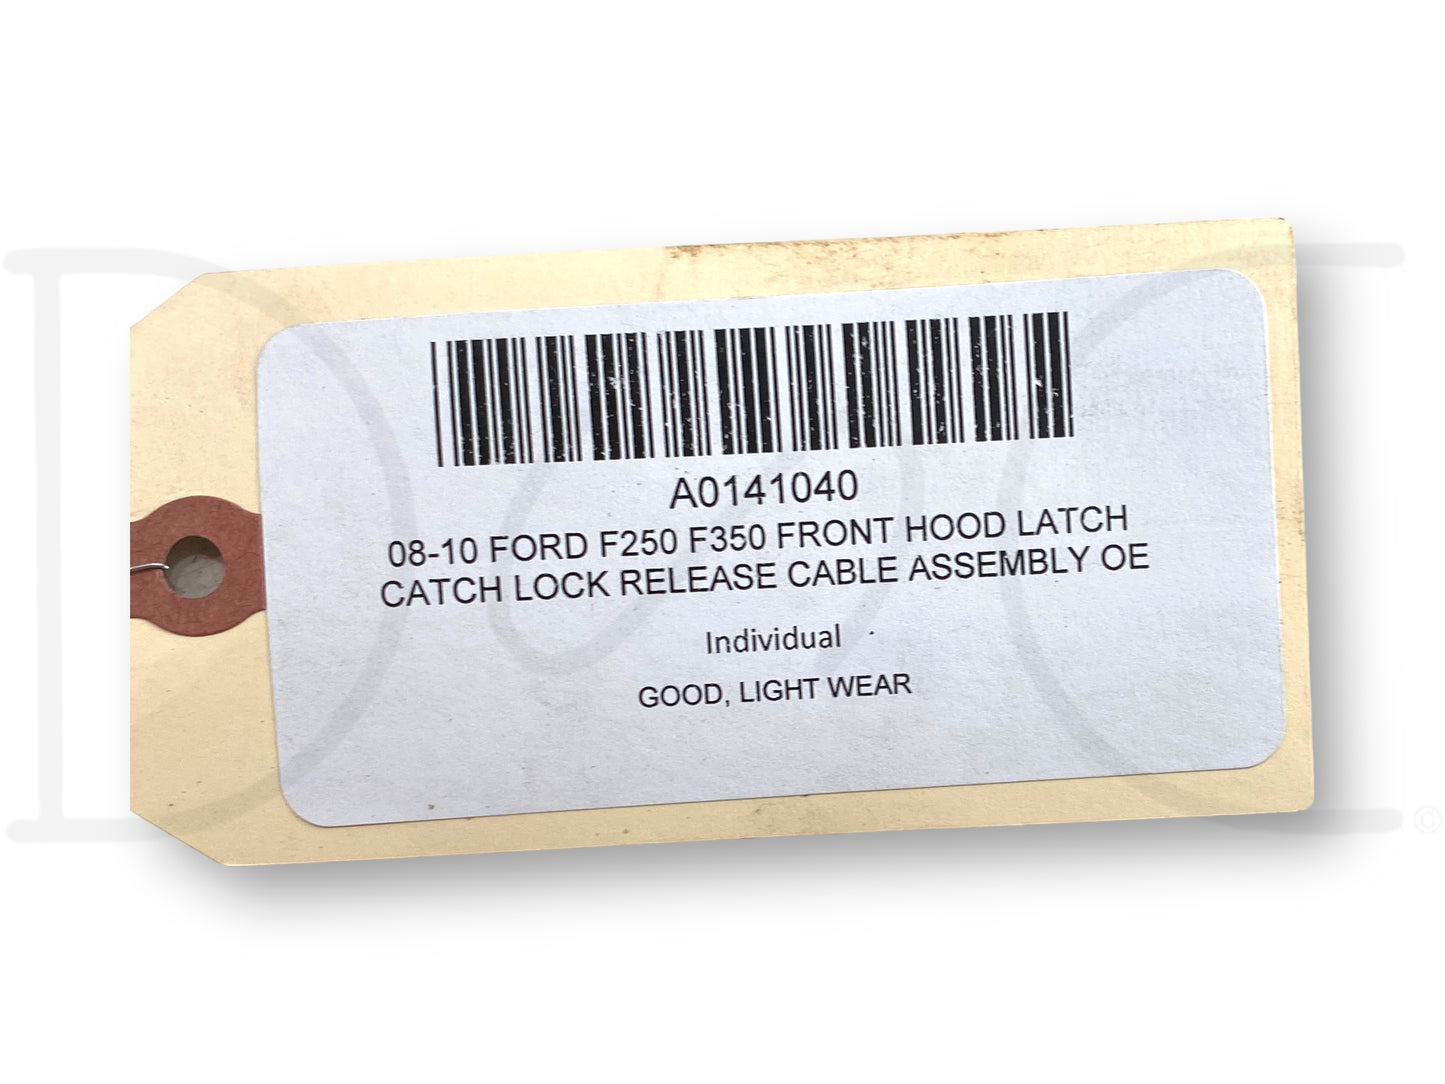 A0141040
08-10 FORD F250 F350 FRONT HOOD LATCH
CATCH LOCK RELEASE CABLE ASSEMBLY OE
Individual
GOOD, LIGHT WEAR
©